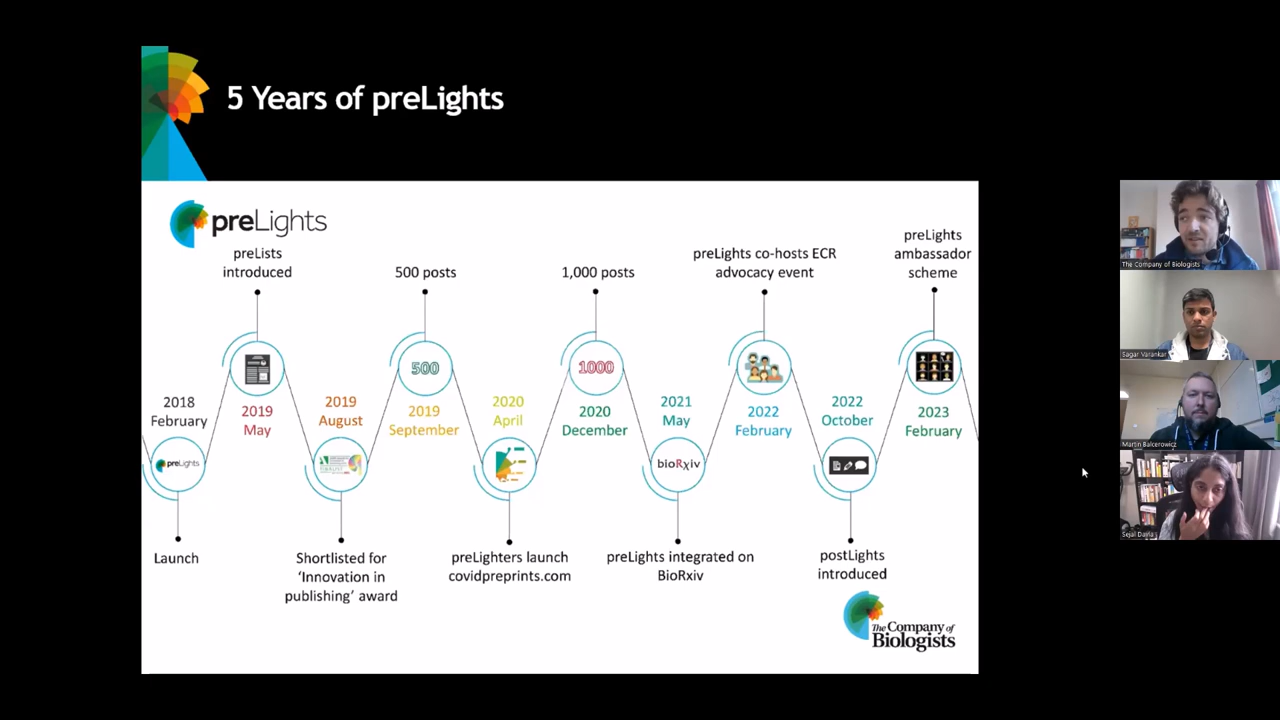 5 Years of preLights
preLights
preLists
introduced
500 posts
1,000 posts
preLights co-hosts ECR
advocacy event
preLights
ambassador
scheme
500
1000
2018
February
2019
May
2019
August
2019
September
2020
April
2020
December
2021
May
2022
February
2022
October
2023
February
preLights
bioRχiv
Launch
Shortlisted for
'Innovation in
publishing' award
preLighters launch
covidpreprints.com
preLights integrated on
BioRxiv
postLights
introduced
The Company of
Biologists
The Company of Biologists
Sagar Varankar
Martin Balcerowicz
Sejal Davla